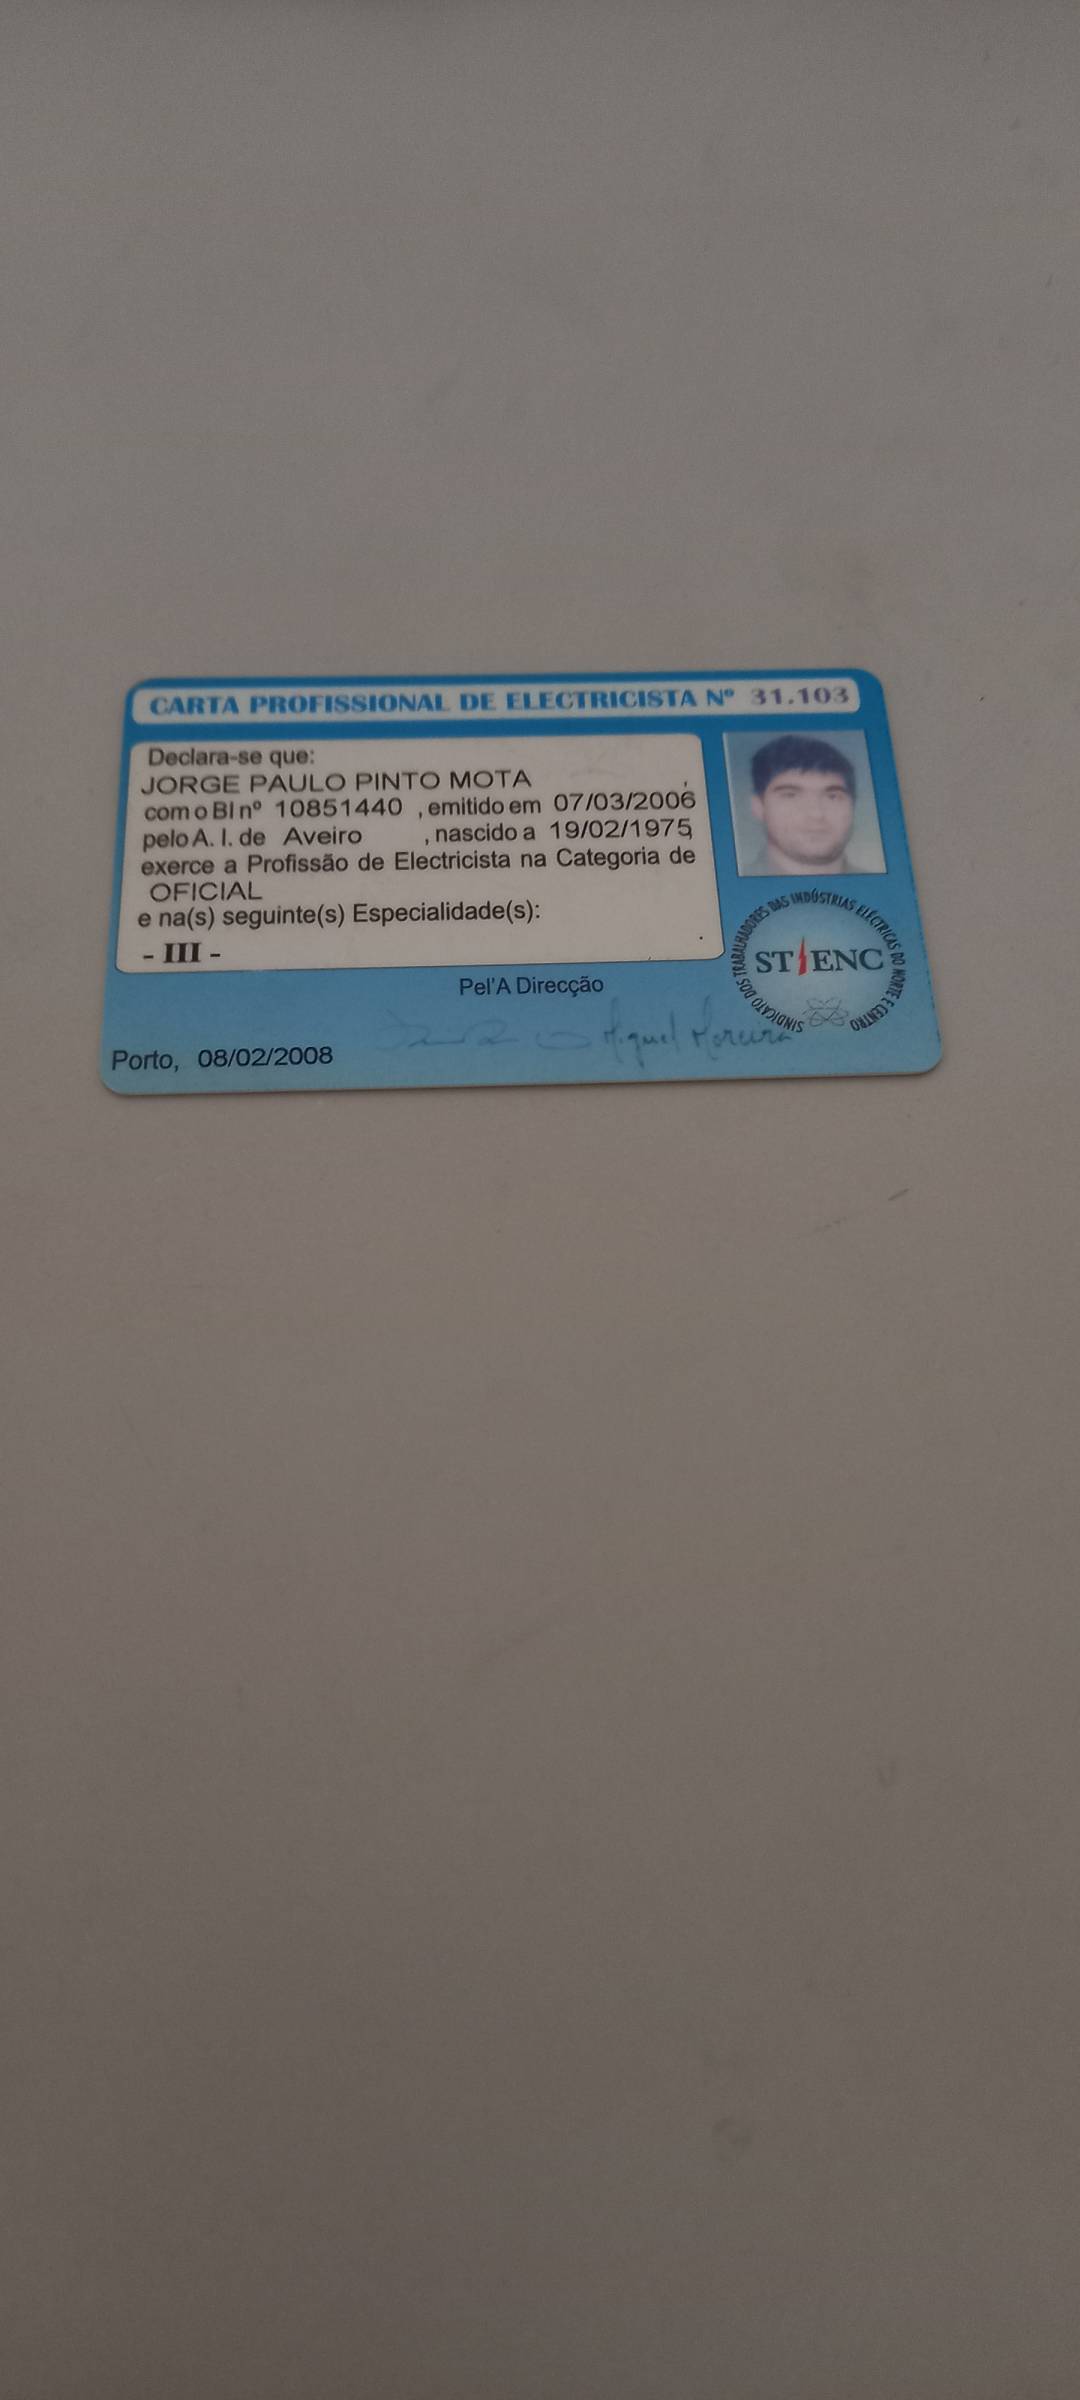 CARTA PROFISSIONAL DE ELECTRICISTA Nº 31.103
Declara-se que:
JORGE PAULO PINTO MOTA ,
com o BI nº 10851440 , emitido em 07/03/2006
pelo A. I. de Aveiro , nascido a 19/02/1975,
exerce a Profissão de Electricista na Categoria de
OFICIAL
e na(s) seguinte(s) Especialidade(s):
- III -
Pel'A Direcção
Miguel Moreira
Porto, 08/02/2008
SINDICATO DOS TRABALHADORES DAS INDÚSTRIAS ELÉCTRICAS DO NORTE E CENTRO
STIENC